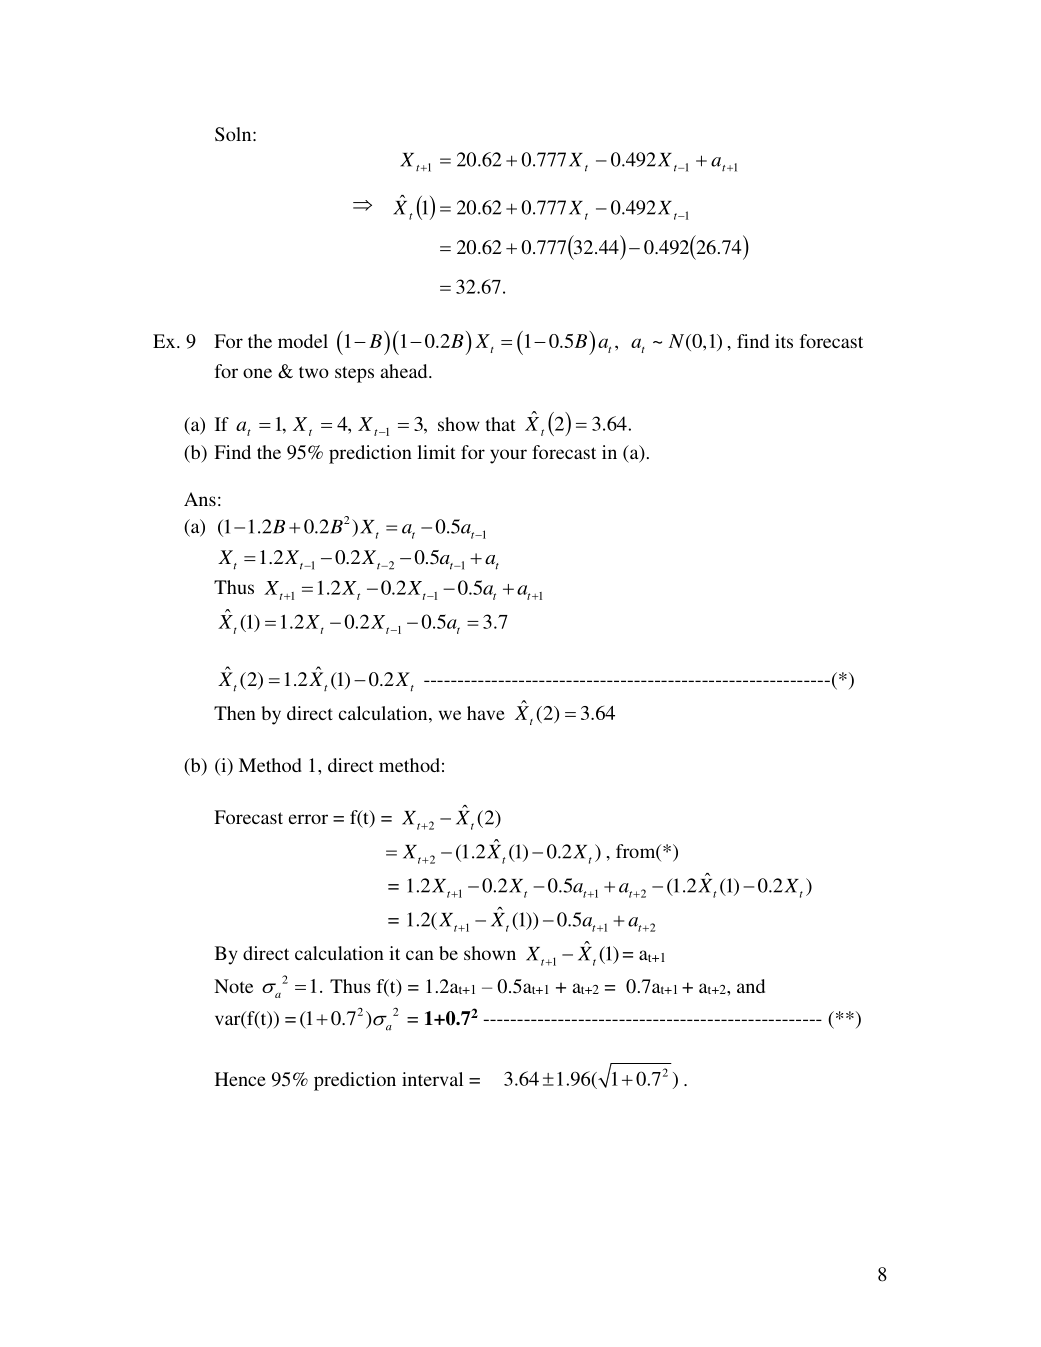 Soln:
X_{t+1} = 20.62 + 0.777X_t − 0.492X_{t−1} + a_{t+1}
⇒ X̂_t(1) = 20.62 + 0.777X_t − 0.492X_{t−1}
= 20.62 + 0.777(32.44) − 0.492(26.74)
= 32.67.
Ex. 9 For the model (1 − B)(1 − 0.2B)X_t = (1 − 0.5B)a_t, a_t ~ N(0,1), find its forecast
for one & two steps ahead.
(a) If a_t = 1, X_t = 4, X_{t−1} = 3, show that X̂_t(2) = 3.64.
(b) Find the 95% prediction limit for your forecast in (a).
Ans:
(a) (1 − 1.2B + 0.2B²)X_t = a_t − 0.5a_{t−1}
X_t = 1.2X_{t−1} − 0.2X_{t−2} − 0.5a_{t−1} + a_t
Thus X_{t+1} = 1.2X_t − 0.2X_{t−1} − 0.5a_t + a_{t+1}
X̂_t(1) = 1.2X_t − 0.2X_{t−1} − 0.5a_t = 3.7
X̂_t(2) = 1.2X̂_t(1) − 0.2X_t ------------------------------------------------------------(*)
Then by direct calculation, we have X̂_t(2) = 3.64
(b) (i) Method 1, direct method:
Forecast error = f(t) = X_{t+2} − X̂_t(2)
= X_{t+2} − (1.2X̂_t(1) − 0.2X_t) , from(*)
= 1.2X_{t+1} − 0.2X_t − 0.5a_{t+1} + a_{t+2} − (1.2X̂_t(1) − 0.2X_t)
= 1.2(X_{t+1} − X̂_t(1)) − 0.5a_{t+1} + a_{t+2}
By direct calculation it can be shown X_{t+1} − X̂_t(1) = a_{t+1}
Note σ_a² = 1. Thus f(t) = 1.2a_{t+1} – 0.5a_{t+1} + a_{t+2} = 0.7a_{t+1} + a_{t+2}, and
var(f(t)) = (1 + 0.7²)σ_a² = 1+0.7² -------------------------------------------------- (**)
Hence 95% prediction interval = 3.64 ± 1.96(√(1 + 0.7²)) .
8